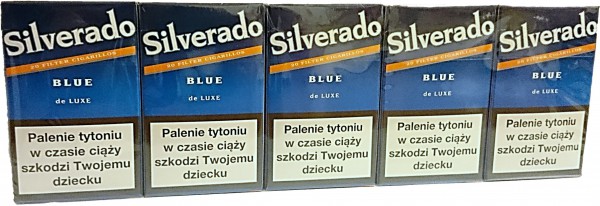 Silverado
20 FILTER CIGARILLOS
BLUE
de LUXE
Palenie tytoniu
w czasie ciąży
szkodzi Twojemu
dziecku
Silverado
20 FILTER CIGARILLOS
BLUE
de LUXE
Palenie tytoniu
w czasie ciąży
szkodzi Twojemu
dziecku
Silverado
20 FILTER CIGARILLOS
BLUE
de LUXE
Palenie tytoniu
w czasie ciąży
szkodzi Twojemu
dziecku
Silverado
20 FILTER CIGARILLOS
BLUE
de LUXE
Palenie tytoniu
w czasie ciąży
szkodzi Twojemu
dziecku
Silverado
20 FILTER CIGARILLOS
BLUE
de LUXE
Palenie tytoniu
w czasie ciąży
szkodzi Twojemu
dziecku